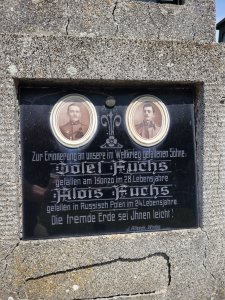 Zur Erinnerung an unsere im Weltkrieg gefallenen Söhne:
Josef Fuchs
gefallen am Isonzo im 28. Lebensjahre
Alois Fuchs
gefallen in Russisch Polen im 24. Lebensjahre.
Die fremde Erde sei Ihnen leicht!